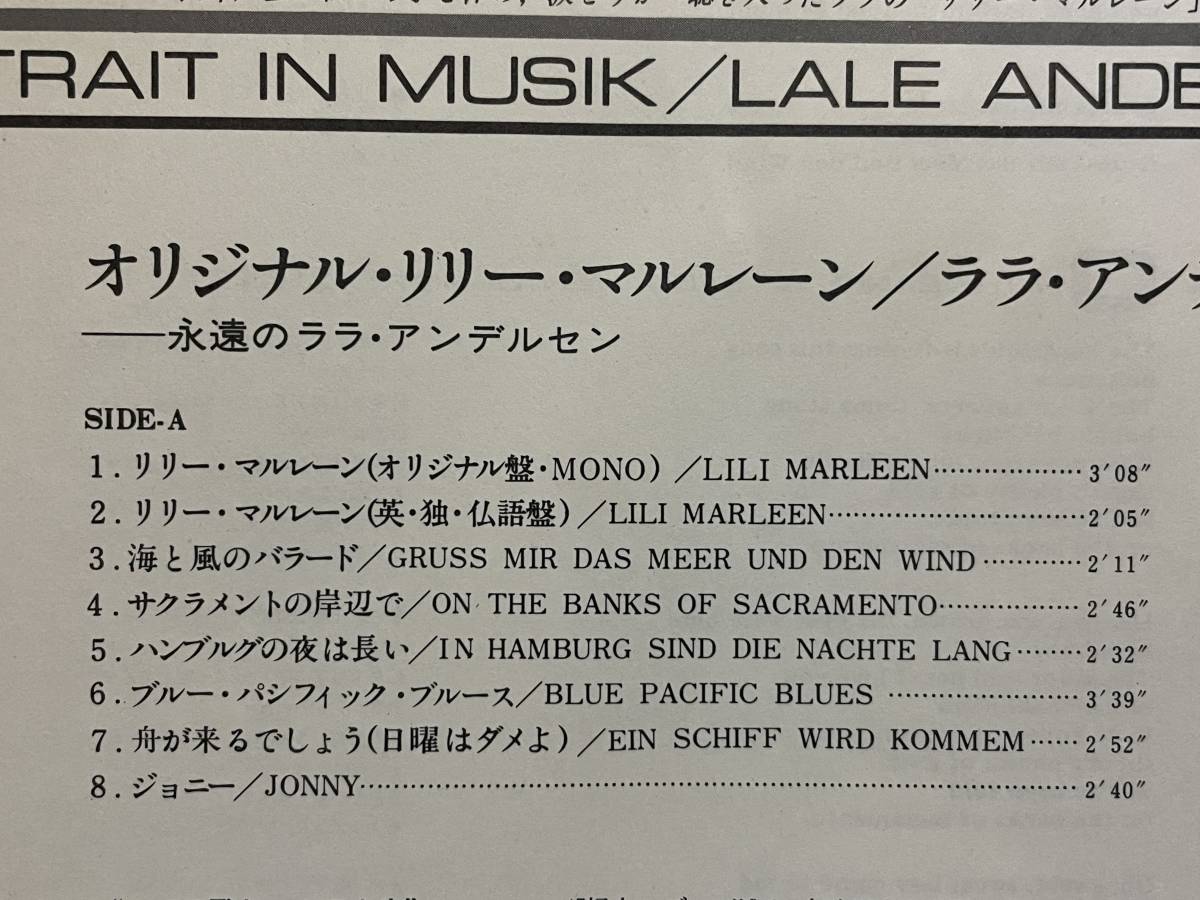 TRAIT IN MUSIK/LALE ANDE
オリジナル・リリー・マルレーン/ララ・アン
——永遠のララ・アンデルセン
SIDE-A
1.リリー・マルレーン(オリジナル盤・MONO)/LILI MARLEEN……………… 3′08″
2.リリー・マルレーン(英・独・仏語盤)/LILI MARLEEN…………………………2′05″
3.海と風のバラード/GRUSS MIR DAS MEER UND DEN WIND …………2′11″
4.サクラメントの岸辺で/ON THE BANKS OF SACRAMENTO……………… 2′46″
5.ハンブルグの夜は長い/IN HAMBURG SIND DIE NACHTE LANG………2′32″
6.ブルー・パシフィック・ブルース/BLUE PACIFIC BLUES ………………… 3′39″
7.舟が来るでしょう(日曜はダメよ)/EIN SCHIFF WIRD KOMMEM…… 2′52″
8.ジョニー/JONNY……………………………………………………………………2′40″